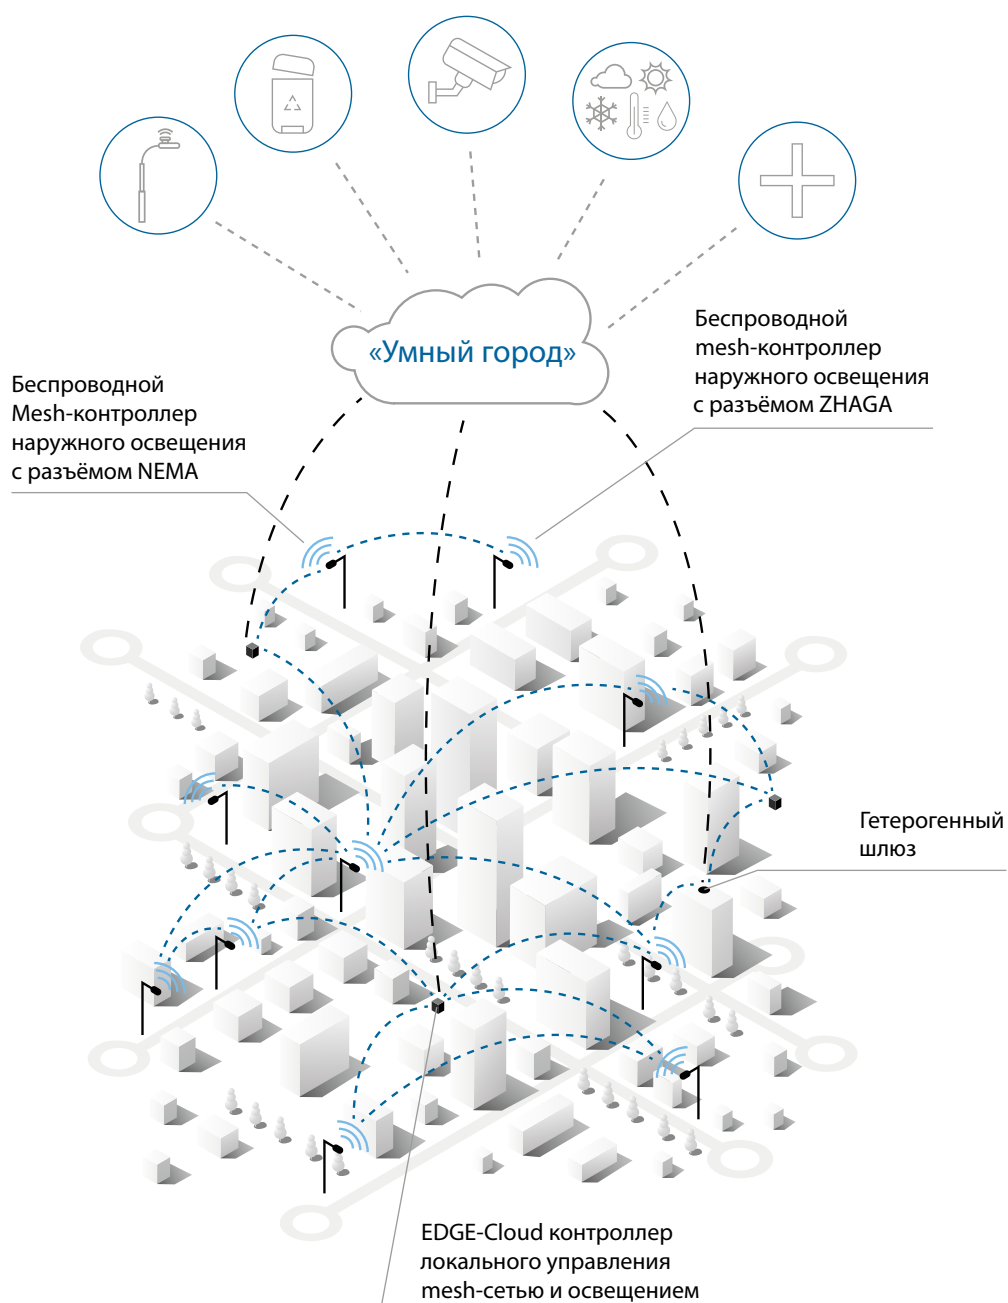 «Умный город»
Беспроводной
mesh-контроллер
наружного освещения
с разъёмом ZHAGA
Беспроводной
Mesh-контроллер
наружного освещения
с разъёмом NEMA
Гетерогенный
шлюз
EDGE-Cloud контроллер
локального управления
mesh-сетью и освещением